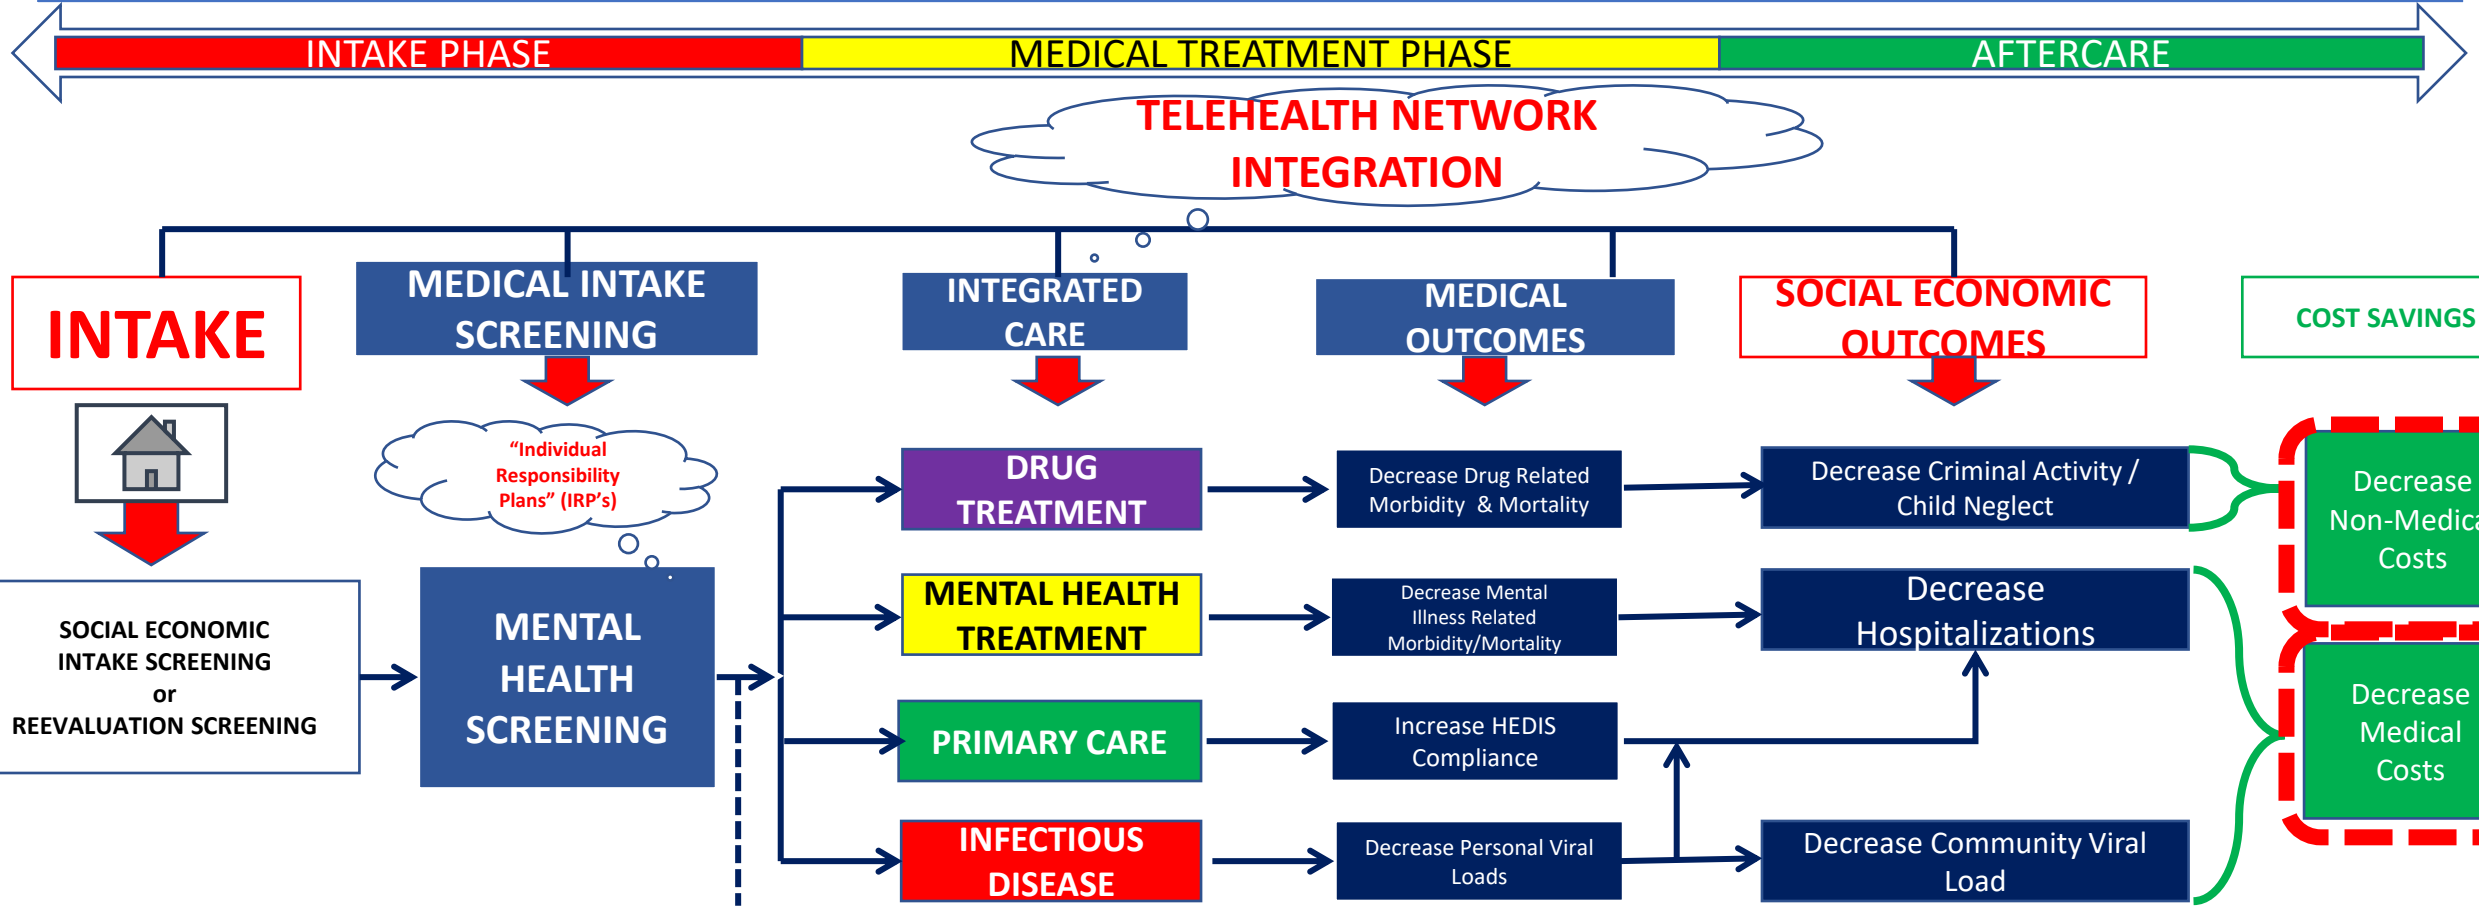 INTAKE PHASE
MEDICAL TREATMENT PHASE
AFTERCARE
TELEHEALTH NETWORK
INTEGRATION
INTAKE
MEDICAL INTAKE
SCREENING
INTEGRATED
CARE
MEDICAL
OUTCOMES
SOCIAL ECONOMIC
OUTCOMES
COST SAVINGS
“Individual
Responsibility
Plans” (IRP’s)
SOCIAL ECONOMIC
INTAKE SCREENING
or
REEVALUATION SCREENING
MENTAL
HEALTH
SCREENING
DRUG
TREATMENT
Decrease Drug Related
Morbidity & Mortality
Decrease Criminal Activity /
Child Neglect
Decrease
Non-Medica
Costs
MENTAL HEALTH
TREATMENT
Decrease Mental
Illness Related
Morbidity/Mortality
Decrease
Hospitalizations
PRIMARY CARE
Increase HEDIS
Compliance
Decrease
Medical
Costs
INFECTIOUS
DISEASE
Decrease Personal Viral
Loads
Decrease Community Viral
Load